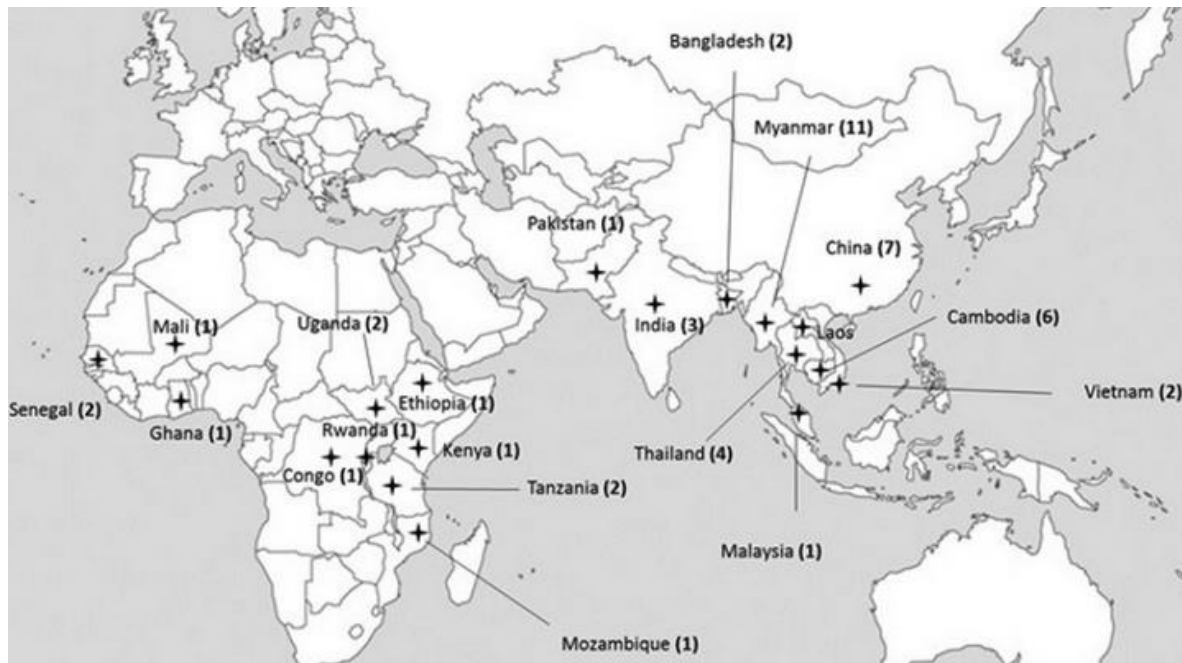 Bangladesh (2)
Myanmar (11)
Pakistan (1)
China (7)
Mali (1)
Uganda (2)
India (3)
Laos
Cambodia (6)
Senegal (2)
Ethiopia (1)
Vietnam (2)
Ghana (1)
Rwanda (1)
Kenya (1)
Thailand (4)
Congo (1)
Tanzania (2)
Malaysia (1)
Mozambique (1)